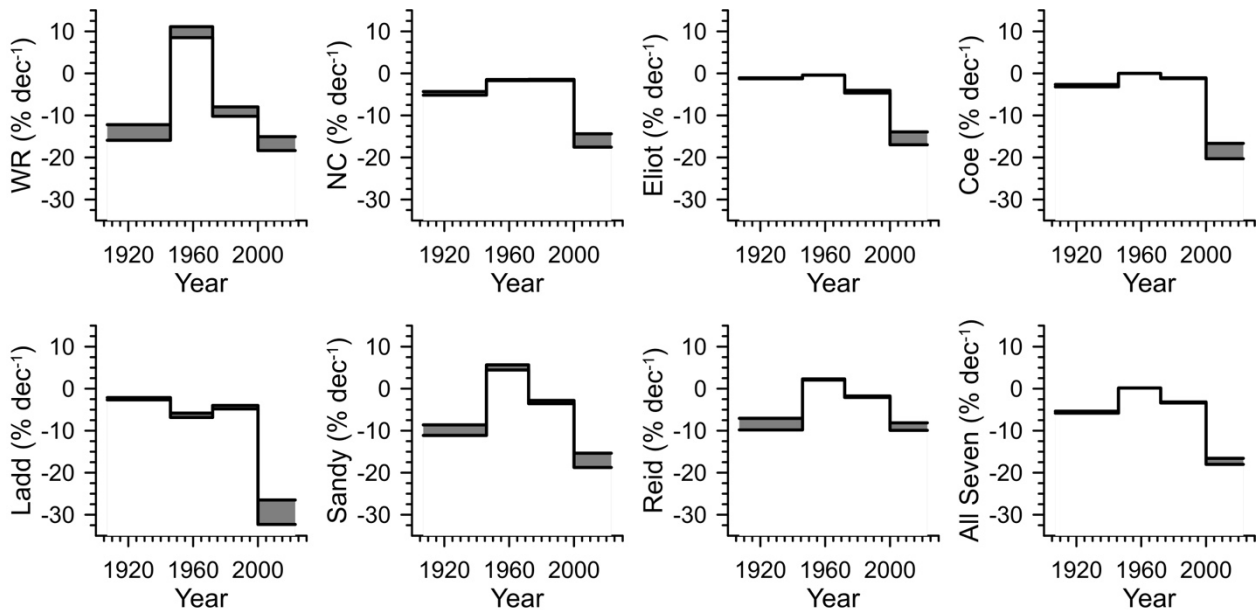 WR (% dec⁻¹)
10
0
-10
-20
-30
1920 1960 2000
Year
NC (% dec⁻¹)
10
0
-10
-20
-30
1920 1960 2000
Year
Eliot (% dec⁻¹)
10
0
-10
-20
-30
1920 1960 2000
Year
Coe (% dec⁻¹)
10
0
-10
-20
-30
1920 1960 2000
Year
Ladd (% dec⁻¹)
10
0
-10
-20
-30
1920 1960 2000
Year
Sandy (% dec⁻¹)
10
0
-10
-20
-30
1920 1960 2000
Year
Reid (% dec⁻¹)
10
0
-10
-20
-30
1920 1960 2000
Year
All Seven (% dec⁻¹)
10
0
-10
-20
-30
1920 1960 2000
Year